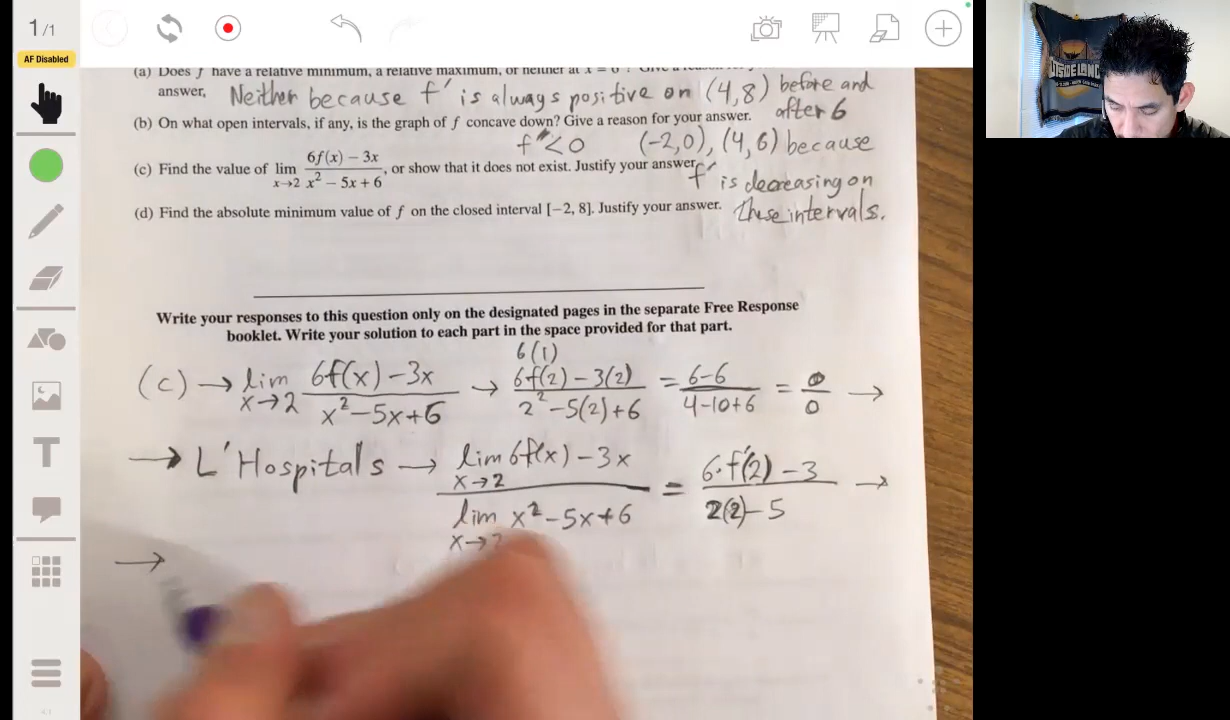 1/1
AF Disabled
(a) Does f have a relative minimum, a relative maximum, or neither at x = 6
answer. Neither because f' is always positive on (4,8) before and after 6
(b) On what open intervals, if any, is the graph of f concave down? Give a reason for your answer.
f" < 0 (-2,0), (4,6) because f' is decreasing on these intervals.
(c) Find the value of lim x→2 6f(x) − 3x / x² − 5x + 6, or show that it does not exist. Justify your answer.
(d) Find the absolute minimum value of f on the closed interval [−2, 8]. Justify your answer.
Write your responses to this question only on the designated pages in the separate Free Response
booklet. Write your solution to each part in the space provided for that part.
6(1)
(c) → lim x→2 6f(x) − 3x / x² − 5x + 6 → 6f(2) − 3(2) / 2² − 5(2) + 6 = 6−6 / 4−10+6 = 0/0 →
→ L'Hospitals → lim x→2 6f(x) − 3x / lim x→2 x² − 5x + 6 = 6·f'(2) − 3 / 2(2) − 5 →
→
T